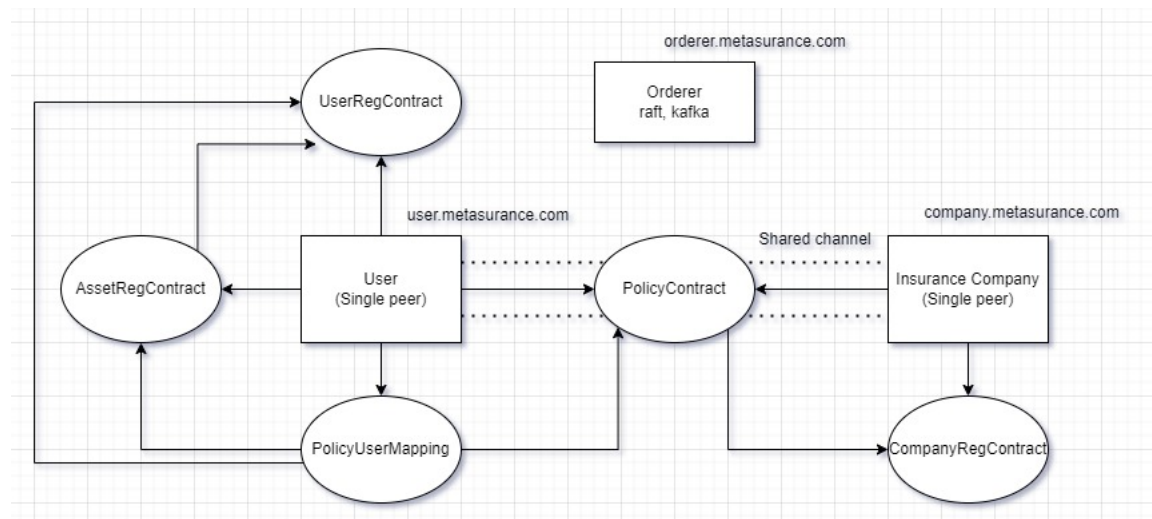 orderer.metasurance.com
UserRegContract
Orderer
raft, kafka
user.metasurance.com
company.metasurance.com
Shared channel
AssetRegContract
User
(Single peer)
PolicyContract
Insurance Company
(Single peer)
PolicyUserMapping
CompanyRegContract